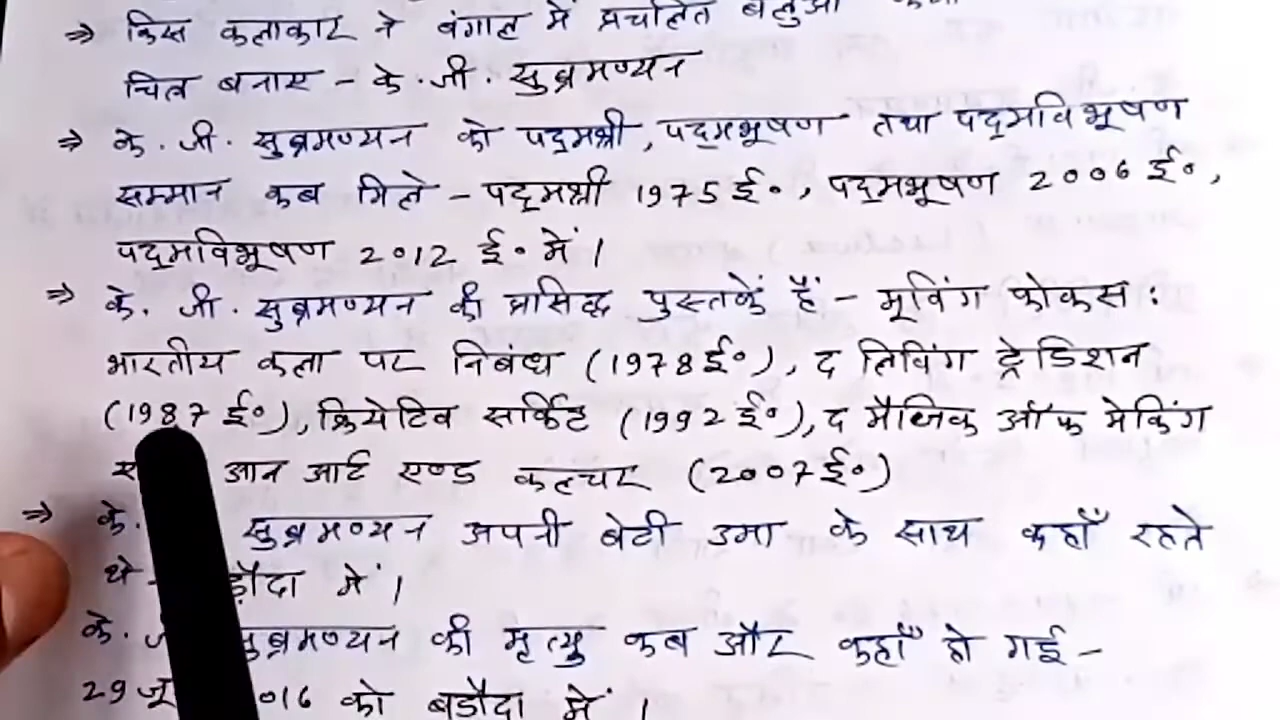 ⇒ किस कलाकार ने बंगाल में प्रचलित
चित्र बनाए - के. जी. सुब्रमण्यन
⇒ के. जी. सुब्रमण्यन को पद्मश्री, पद्मभूषण तथा पद्मविभूषण
सम्मान कब मिले - पद्मश्री 1975 ई०, पद्मभूषण 2006 ई०,
पद्मविभूषण 2012 ई० में।
⇒ के. जी. सुब्रमण्यन की प्रसिद्ध पुस्तकें हैं - मूविंग फोकस:
भारतीय कला पर निबंध (1978 ई०), द लिविंग ट्रेडिशन
(1987 ई०), क्रियेटिव सर्किट (1992 ई०), द मैजिक ऑफ मेकिंग
आन आर्ट एण्ड कल्चर (2007 ई०)
⇒ के. सुब्रमण्यन अपनी बेटी उमा के साथ कहाँ रहते
थे - में।
के. सुब्रमण्यन की मृत्यु कब और कहाँ हो गई -
29 को बड़ौदा में।